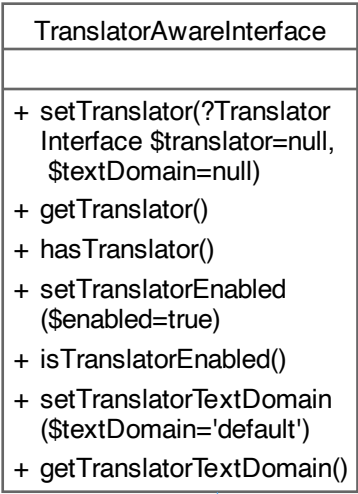 TranslatorAwareInterface
+ setTranslator(?Translator
Interface $translator=null,
$textDomain=null)
+ getTranslator()
+ hasTranslator()
+ setTranslatorEnabled
($enabled=true)
+ isTranslatorEnabled()
+ setTranslatorTextDomain
($textDomain='default')
+ getTranslatorTextDomain()